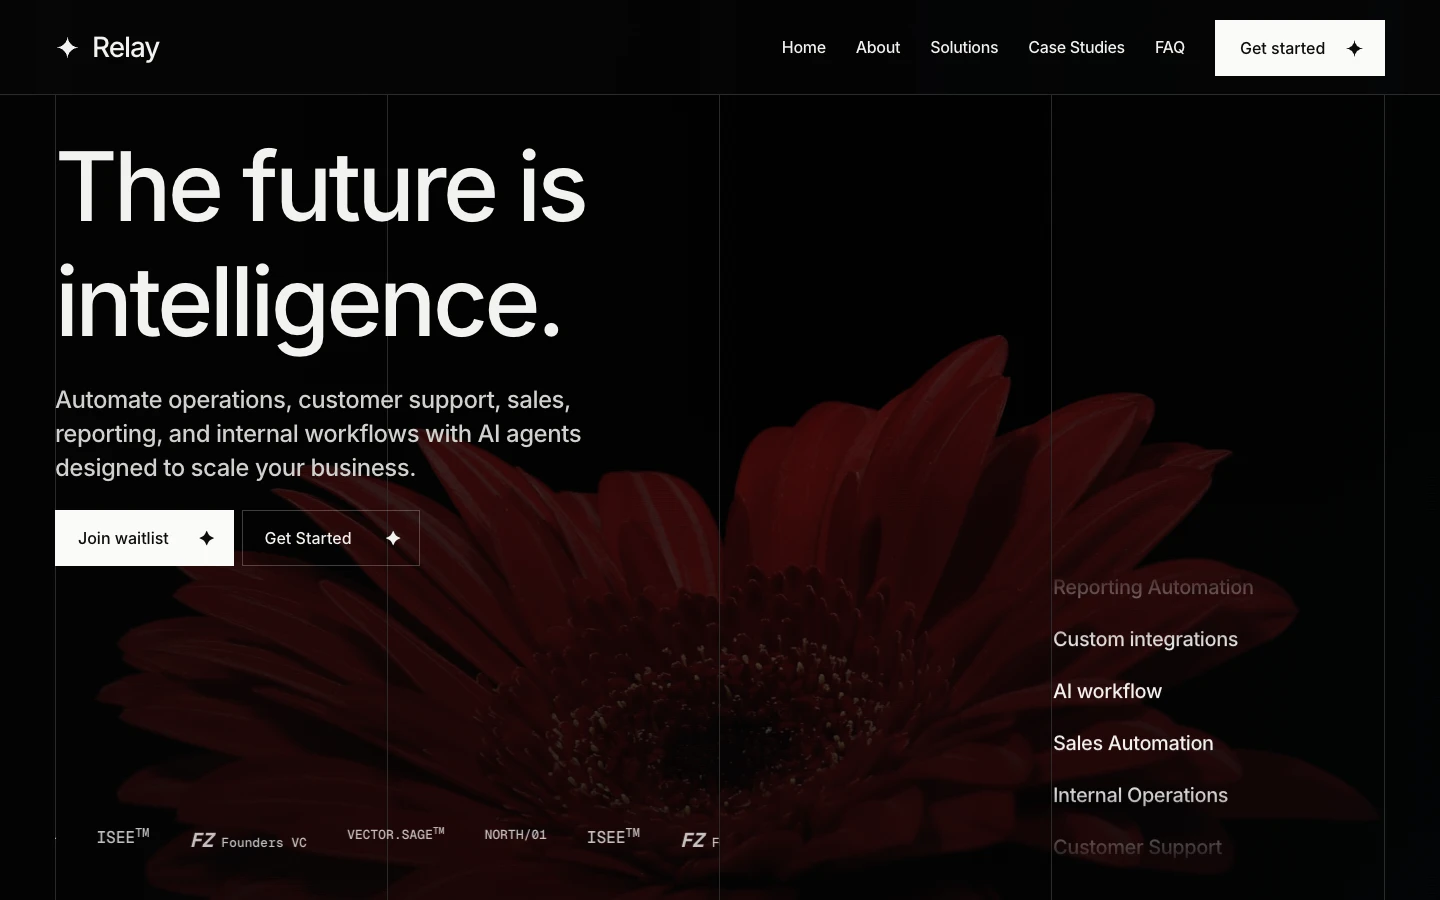 Relay
Home About Solutions Case Studies FAQ Get started
The future is
intelligence.
Automate operations, customer support, sales,
reporting, and internal workflows with AI agents
designed to scale your business.
Join waitlist Get Started
Reporting Automation
Custom integrations
AI workflow
Sales Automation
Internal Operations
Customer Support
ISEE™ FZ Founders VC VECTOR.SAGE™ NORTH/01 ISEE™ FZ F